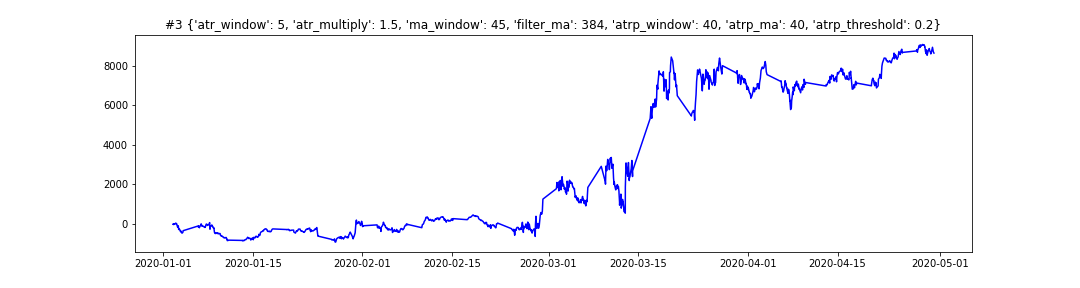 #3 {'atr_window': 5, 'atr_multiply': 1.5, 'ma_window': 45, 'filter_ma': 384, 'atrp_window': 40, 'atrp_ma': 40, 'atrp_threshold': 0.2}
8000
6000
4000
2000
0
2020-01-01 2020-01-15 2020-02-01 2020-02-15 2020-03-01 2020-03-15 2020-04-01 2020-04-15 2020-05-01